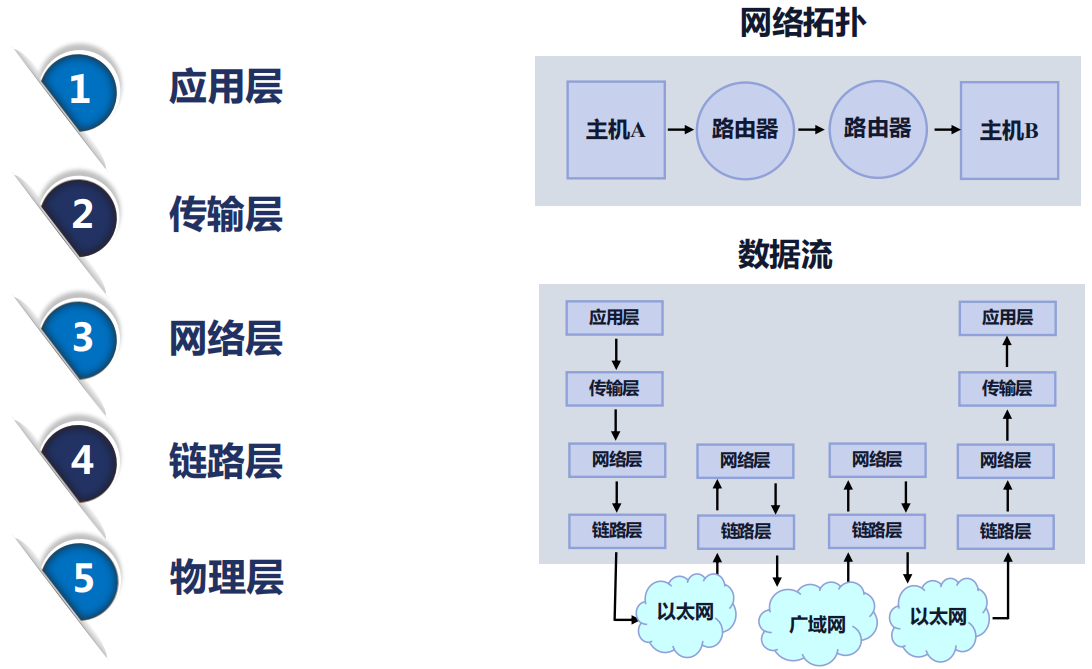 1 应用层
2 传输层
3 网络层
4 链路层
5 物理层
网络拓扑
主机A 路由器 路由器 主机B
数据流
应用层 应用层
传输层 传输层
网络层 网络层 网络层 网络层
链路层 链路层 链路层 链路层
以太网 广域网 以太网